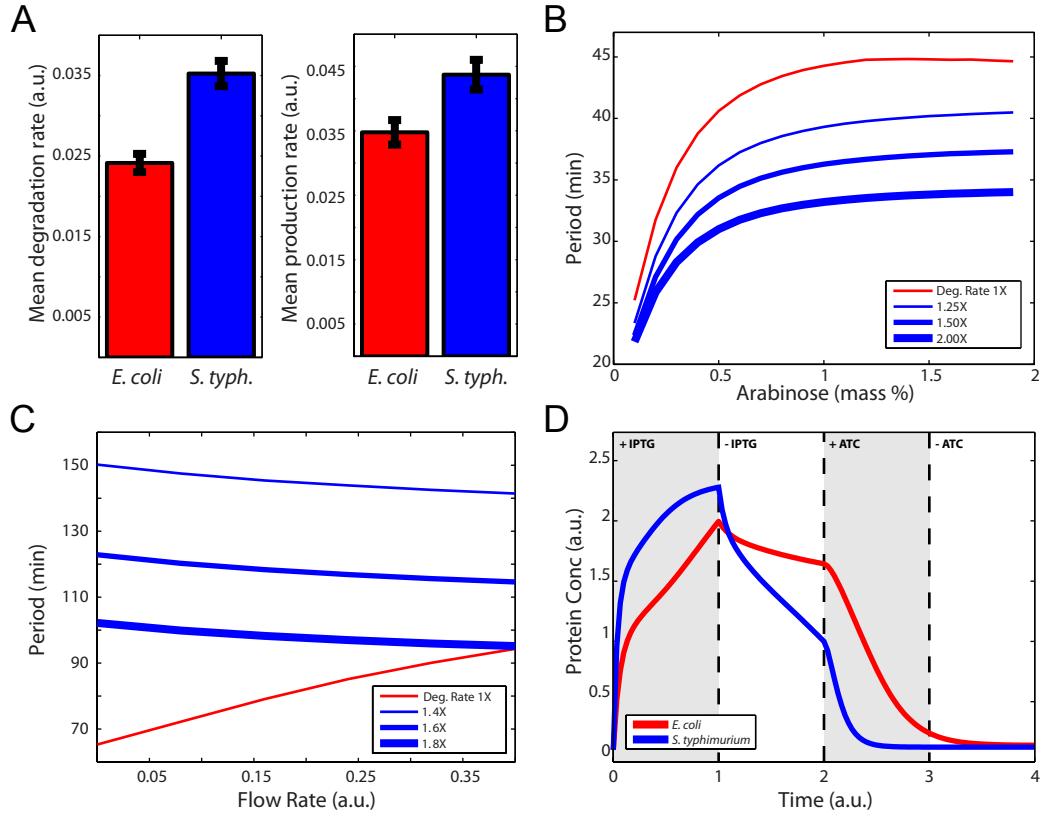 A
Mean degradation rate (a.u.)
0.035
0.025
0.015
0.005
E. coli
S. typh.
Mean production rate (a.u.)
0.045
0.035
0.025
0.015
0.005
E. coli
S. typh.
B
Period (min)
45
40
35
30
25
20
0
0.5
1
1.5
2
Arabinose (mass %)
Deg. Rate 1X
1.25X
1.50X
2.00X
C
Period (min)
150
130
110
90
70
0.05
0.15
0.25
0.35
Flow Rate (a.u.)
Deg. Rate 1X
1.4X
1.6X
1.8X
D
+ IPTG
- IPTG
+ ATC
- ATC
Protein Conc (a.u.)
2.5
2
1.5
1
0.5
0
0
1
2
3
4
Time (a.u.)
E. coli
S. typhimurium